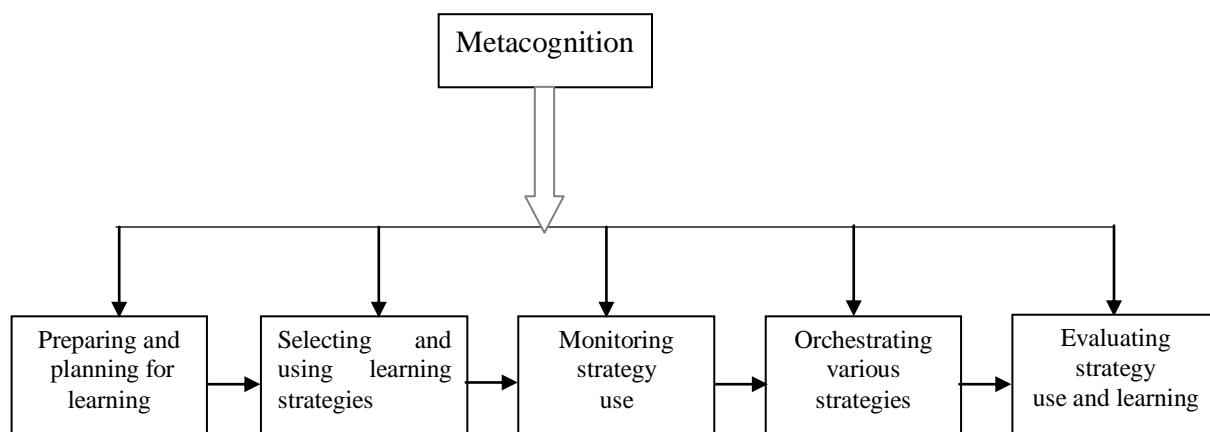 Metacognition
Preparing and
planning for
learning
Selecting and
using learning
strategies
Monitoring
strategy
use
Orchestrating
various
strategies
Evaluating
strategy
use and learning